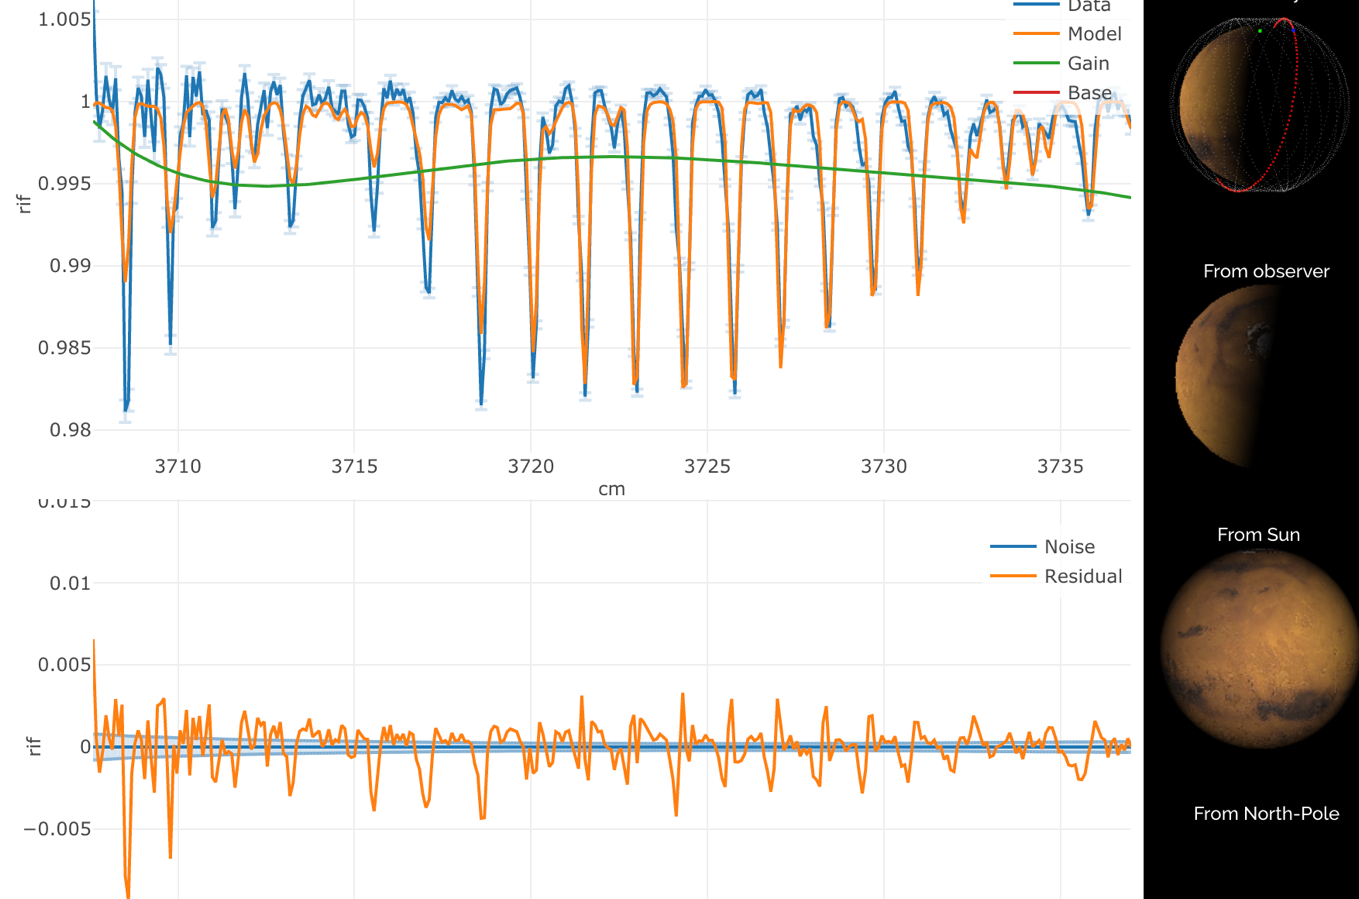 1.005
Data
Model
1
Gain
Base
0.995
rif
0.99
0.985
0.98
3710
3715
3720
3725
3730
3735
cm
0.015
Noise
0.01
Residual
0.005
rif
0
−0.005
From observer
From Sun
From North-Pole